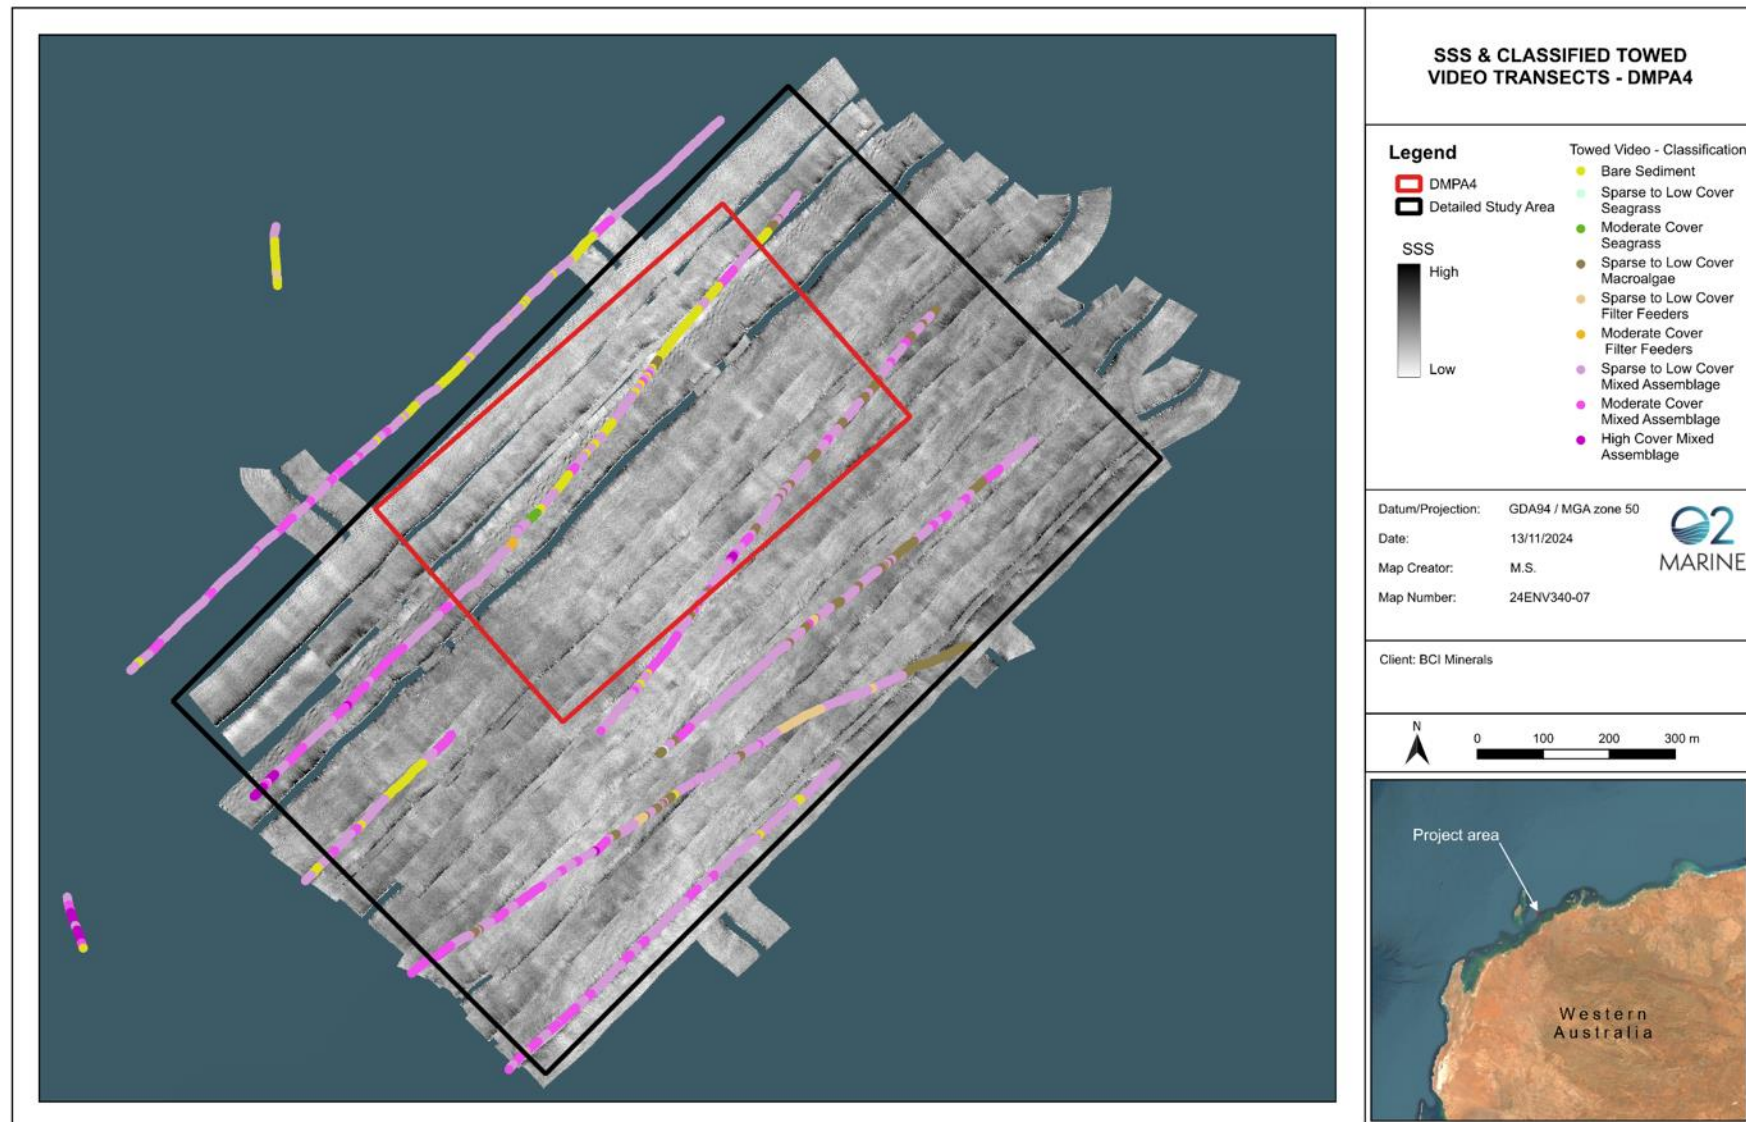 SSS & CLASSIFIED TOWED
VIDEO TRANSECTS - DMPA4
Legend
DMPA4
Detailed Study Area
SSS
High
Low
Towed Video - Classification
Bare Sediment
Sparse to Low Cover
Seagrass
Moderate Cover
Seagrass
Sparse to Low Cover
Macroalgae
Sparse to Low Cover
Filter Feeders
Moderate Cover
Filter Feeders
Sparse to Low Cover
Mixed Assemblage
Moderate Cover
Mixed Assemblage
High Cover Mixed
Assemblage
Datum/Projection: GDA94 / MGA zone 50
Date: 13/11/2024
Map Creator: M.S.
Map Number: 24ENV340-07
O2
MARINE
Client: BCI Minerals
N
0 100 200 300 m
Project area
Western
Australia